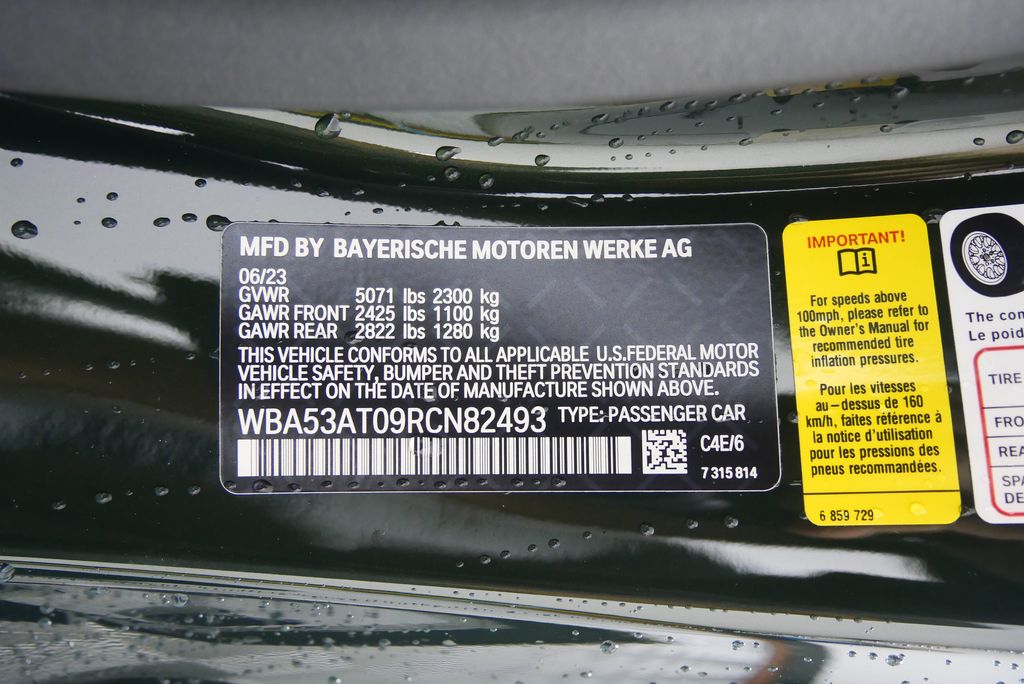 MFD BY BAYERISCHE MOTOREN WERKE AG
06/23
GVWR 5071 lbs 2300 kg
GAWR FRONT 2425 lbs 1100 kg
GAWR REAR 2822 lbs 1280 kg
THIS VEHICLE CONFORMS TO ALL APPLICABLE U.S.FEDERAL MOTOR
VEHICLE SAFETY, BUMPER AND THEFT PREVENTION STANDARDS
IN EFFECT ON THE DATE OF MANUFACTURE SHOWN ABOVE.
WBA53AT09RCN82493 TYPE: PASSENGER CAR
C4E/6
7 315 814
IMPORTANT!
i
For speeds above
100mph, please refer to
the Owner's Manual for
recommended tire
inflation pressures.
Pour les vitesses
au-dessus de 160
km/h, faites référence à
la notice d'utilisation
pour les pressions des
pneus recommandées.
6 859 729
The
Le poid
TIRE